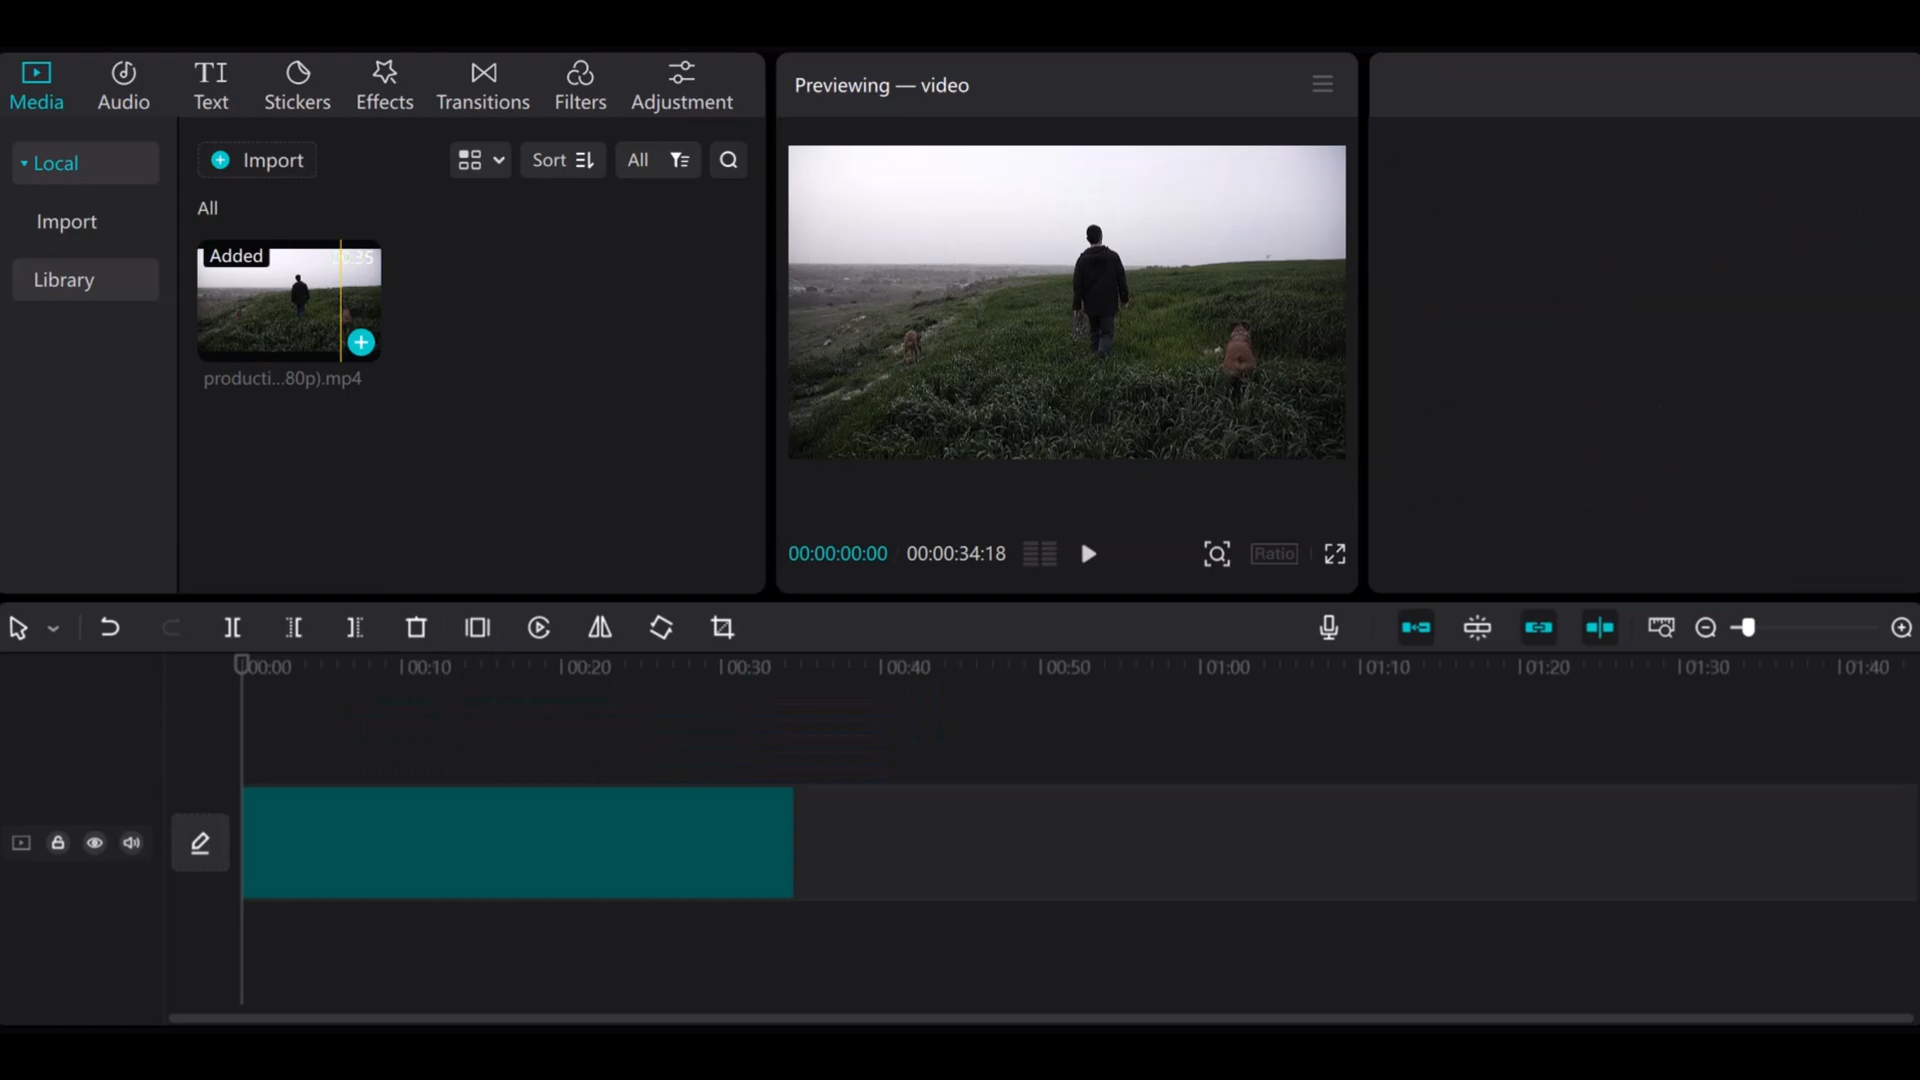 Media
Audio
Text
Stickers
Effects
Transitions
Filters
Adjustment
Previewing — video
Local
Import
Sort
All
Import
All
Library
Added
producti...80p).mp4
00:00:00:00
00:00:34:18
Ratio
00:00
00:10
00:20
00:30
00:40
00:50
01:00
01:10
01:20
01:30
01:40